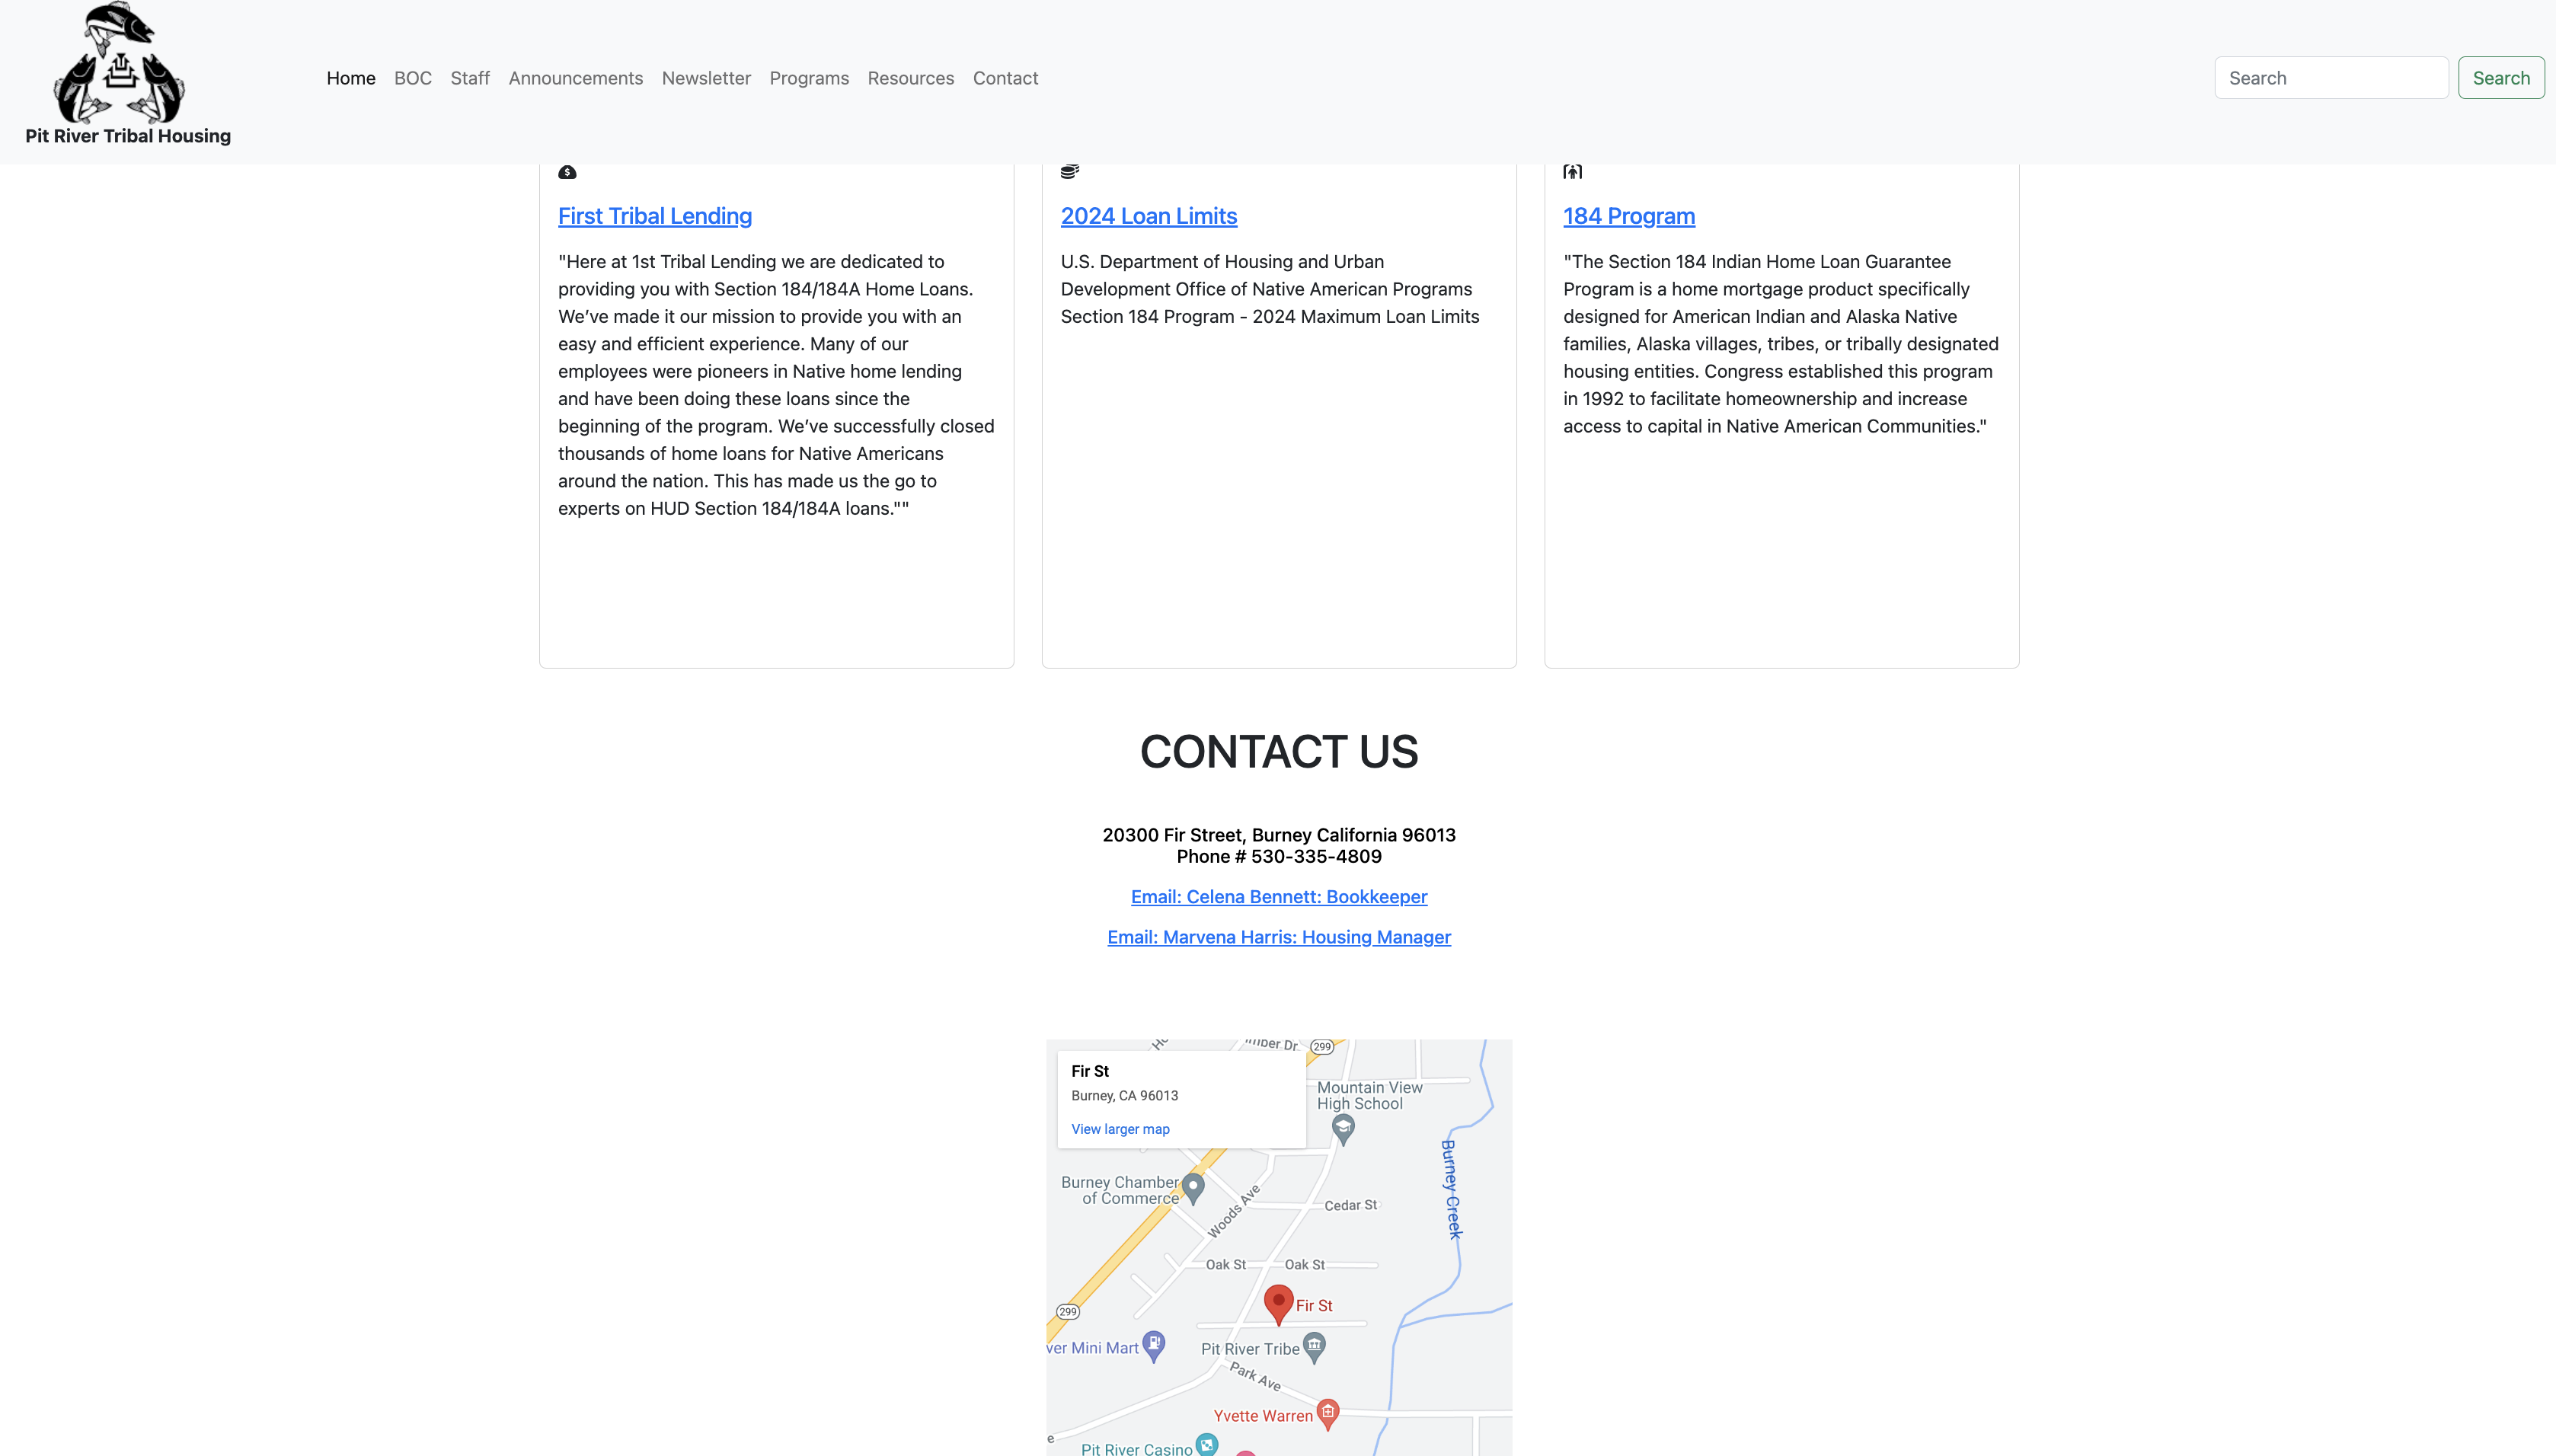 Pit River Tribal Housing
Home BOC Staff Announcements Newsletter Programs Resources Contact
Search
Search
First Tribal Lending
"Here at 1st Tribal Lending we are dedicated to
providing you with Section 184/184A Home Loans.
We’ve made it our mission to provide you with an
easy and efficient experience. Many of our
employees were pioneers in Native home lending
and have been doing these loans since the
beginning of the program. We’ve successfully closed
thousands of home loans for Native Americans
around the nation. This has made us the go to
experts on HUD Section 184/184A loans.""
2024 Loan Limits
U.S. Department of Housing and Urban
Development Office of Native American Programs
Section 184 Program - 2024 Maximum Loan Limits
184 Program
"The Section 184 Indian Home Loan Guarantee
Program is a home mortgage product specifically
designed for American Indian and Alaska Native
families, Alaska villages, tribes, or tribally designated
housing entities. Congress established this program
in 1992 to facilitate homeownership and increase
access to capital in Native American Communities."
CONTACT US
20300 Fir Street, Burney California 96013
Phone # 530-335-4809
Email: Celena Bennett: Bookkeeper
Email: Marvena Harris: Housing Manager
Fir St
Burney, CA 96013
View larger map
299
Mountain View
High School
Burney Creek
Burney Chamber
of Commerce
Woods Ave
Cedar St
Oak St
Oak St
Fir St
299
ver Mini Mart
Pit River Tribe
Park Ave
Yvette Warren
Pit River Casino